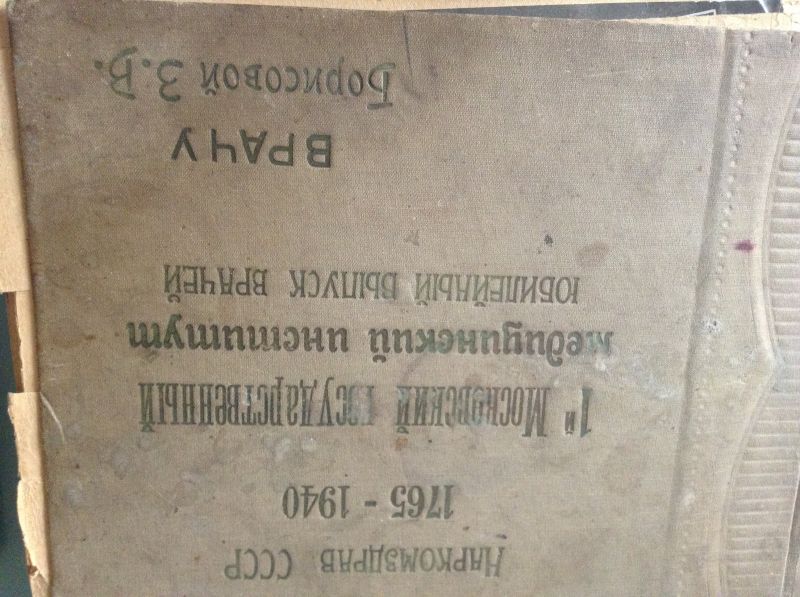 Наркомздрав СССР
1765 - 1940
1й Московский государственный
медицинский институт
ЮБИЛЕЙНЫЙ ВЫПУСК ВРАЧЕЙ
ВРАЧУ
Борисовой З.В.